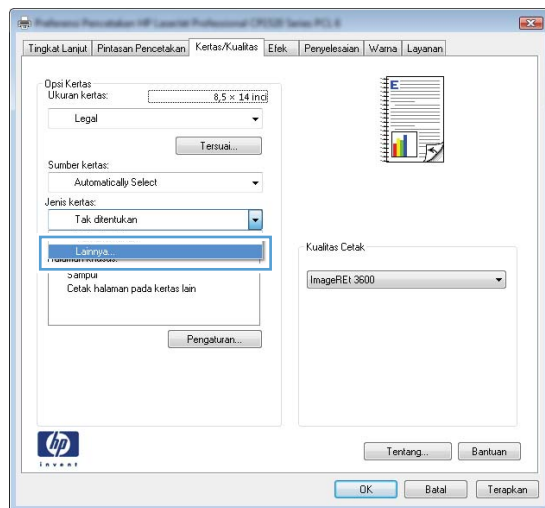 Tingkat Lanjut Pintasan Pencetakan Kertas/Kualitas Efek Penyelesaian Warna Layanan
Opsi Kertas
Ukuran kertas: 8,5 × 14 inci
Legal
Tersuai...
Sumber kertas:
Automatically Select
Jenis kertas:
Tak ditentukan
Lainnya...
Sampul
Cetak halaman pada kertas lain
Pengaturan...
E
Kualitas Cetak
ImageREt 3600
hp
invent
Tentang... Bantuan
OK Batal Terapkan